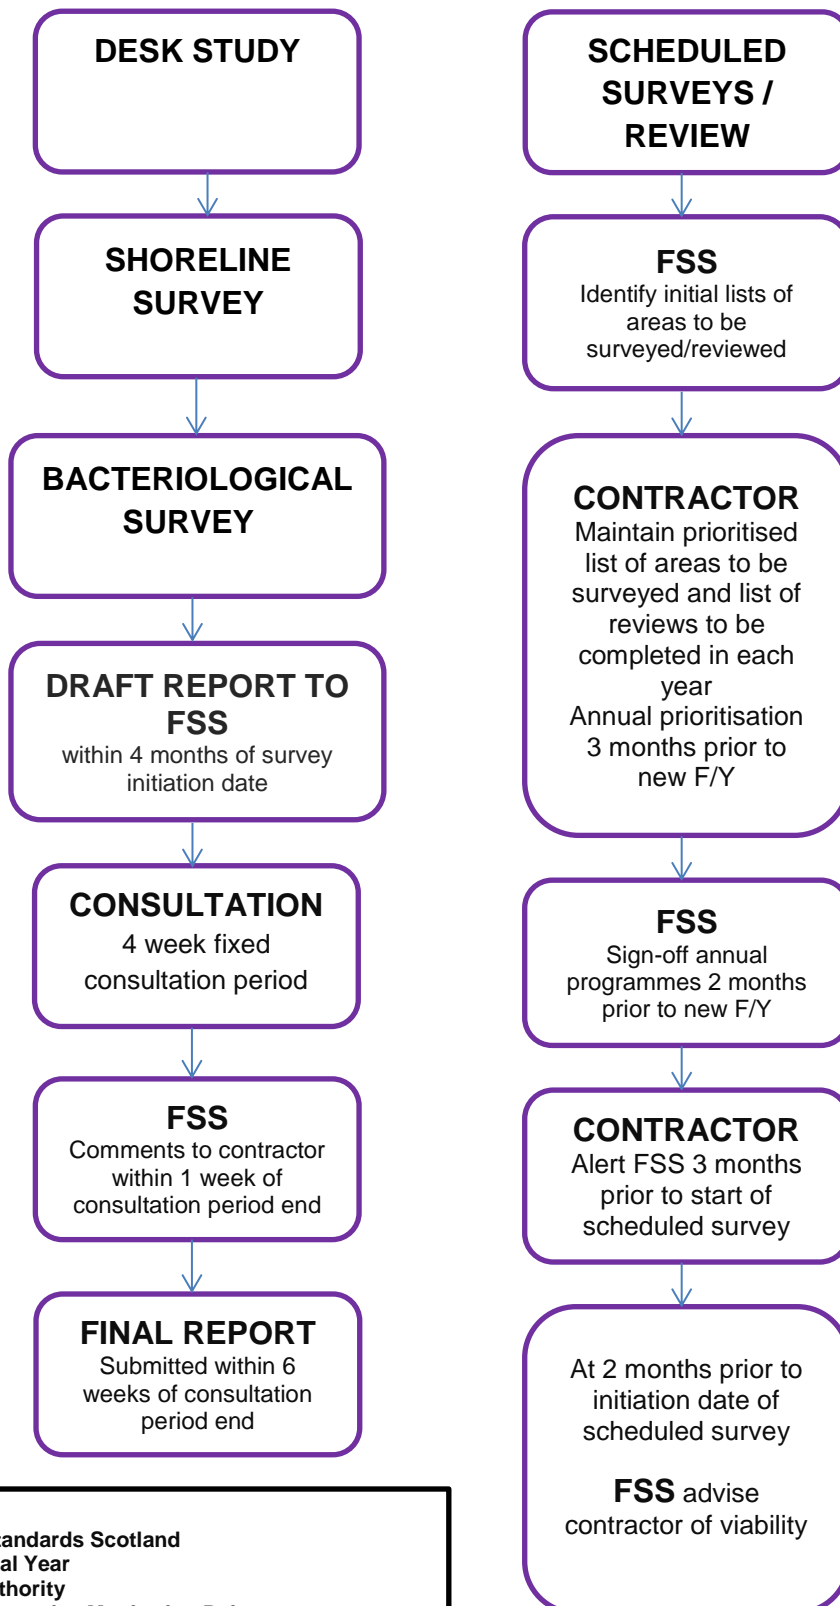 DESK STUDY
SHORELINE
SURVEY
BACTERIOLOGICAL
SURVEY
DRAFT REPORT TO
FSS
within 4 months of survey
initiation date
CONSULTATION
4 week fixed
consultation period
FSS
Comments to contractor
within 1 week of
consultation period end
FINAL REPORT
Submitted within 6
weeks of consultation
period end
SCHEDULED
SURVEYS /
REVIEW
FSS
Identify initial lists of
areas to be
surveyed/reviewed
CONTRACTOR
Maintain prioritised
list of areas to be
surveyed and list of
reviews to be
completed in each
year
Annual prioritisation
3 months prior to
new F/Y
FSS
Sign-off annual
programmes 2 months
prior to new F/Y
CONTRACTOR
Alert FSS 3 months
prior to start of
scheduled survey
At 2 months prior to
initiation date of
scheduled survey
FSS advise
contractor of viability
tandards Scotland
al Year
thority